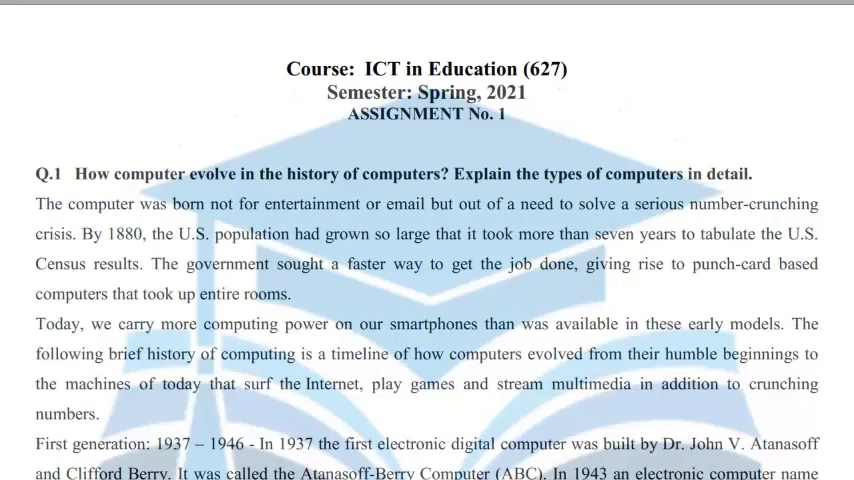 Course: ICT in Education (627)
Semester: Spring, 2021
ASSIGNMENT No. 1
Q.1 How computer evolve in the history of computers? Explain the types of computers in detail.
The computer was born not for entertainment or email but out of a need to solve a serious number-crunching
crisis. By 1880, the U.S. population had grown so large that it took more than seven years to tabulate the U.S.
Census results. The government sought a faster way to get the job done, giving rise to punch-card based
computers that took up entire rooms.
Today, we carry more computing power on our smartphones than was available in these early models. The
following brief history of computing is a timeline of how computers evolved from their humble beginnings to
the machines of today that surf the Internet, play games and stream multimedia in addition to crunching
numbers.
First generation: 1937 – 1946 - In 1937 the first electronic digital computer was built by Dr. John V. Atanasoff
and Clifford Berry. It was called the Atanasoff-Berry Computer (ABC). In 1943 an electronic computer name